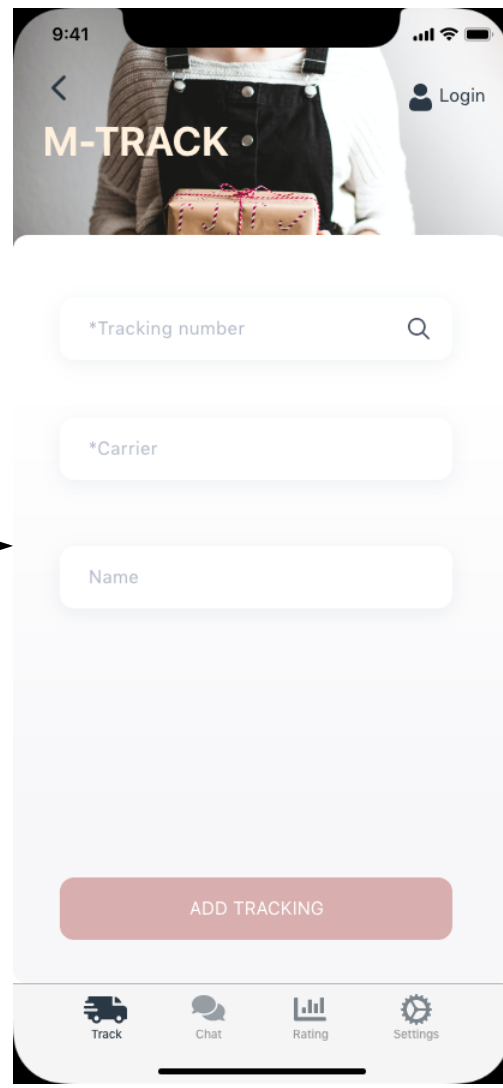 9:41
Login
M-TRACK
*Tracking number
*Carrier
Name
ADD TRACKING
Track
Chat
Rating
Settings